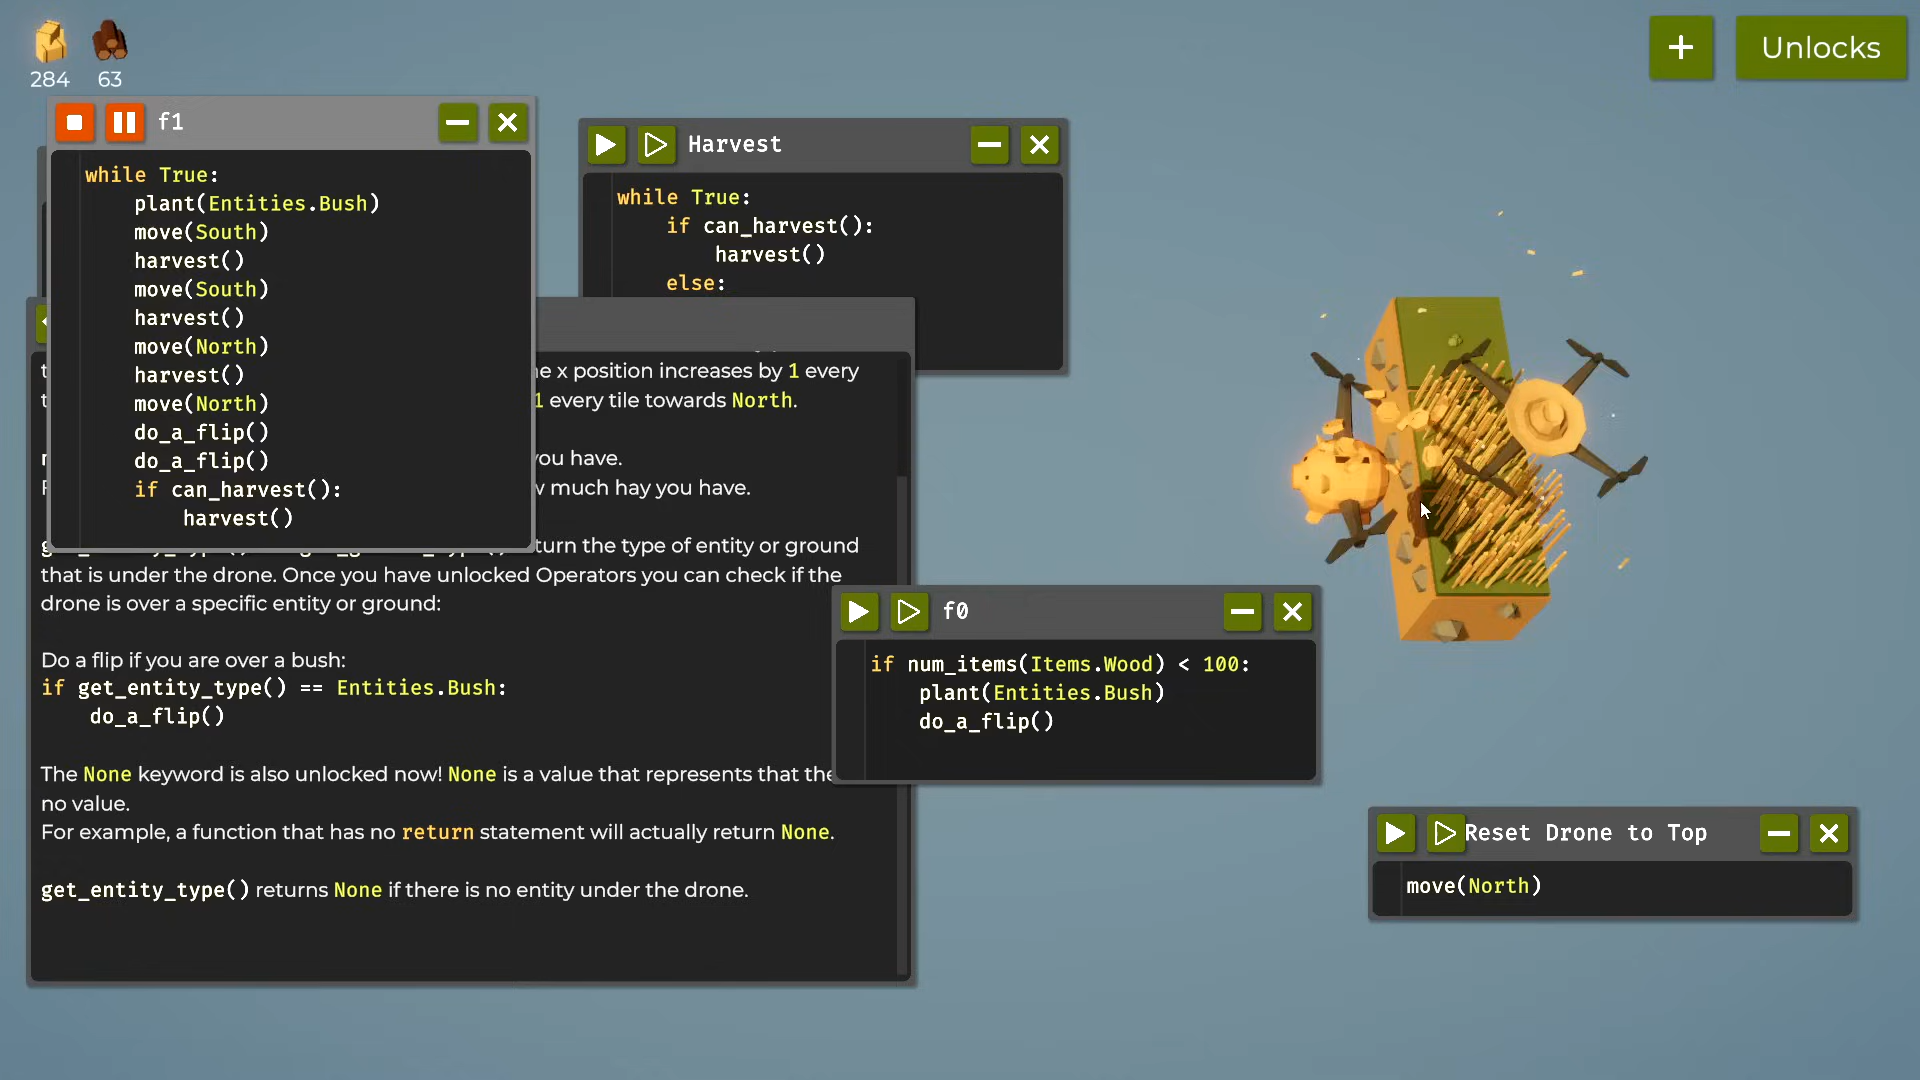 284 63
Unlocks
f1
while True:
plant(Entities.Bush)
move(South)
harvest()
move(South)
harvest()
move(North)
harvest()
move(North)
do_a_flip()
do_a_flip()
if can_harvest():
harvest()
Harvest
while True:
if can_harvest():
harvest()
else:
x position increases by 1 every
1 every tile towards North.
you have.
much hay you have.
the type of entity or ground
that is under the drone. Once you have unlocked Operators you can check if the
drone is over a specific entity or ground:
Do a flip if you are over a bush:
if get_entity_type() == Entities.Bush:
do_a_flip()
The None keyword is also unlocked now! None is a value that represents that
no value.
For example, a function that has no return statement will actually return None.
get_entity_type() returns None if there is no entity under the drone.
f0
if num_items(Items.Wood) < 100:
plant(Entities.Bush)
do_a_flip()
Reset Drone to Top
move(North)